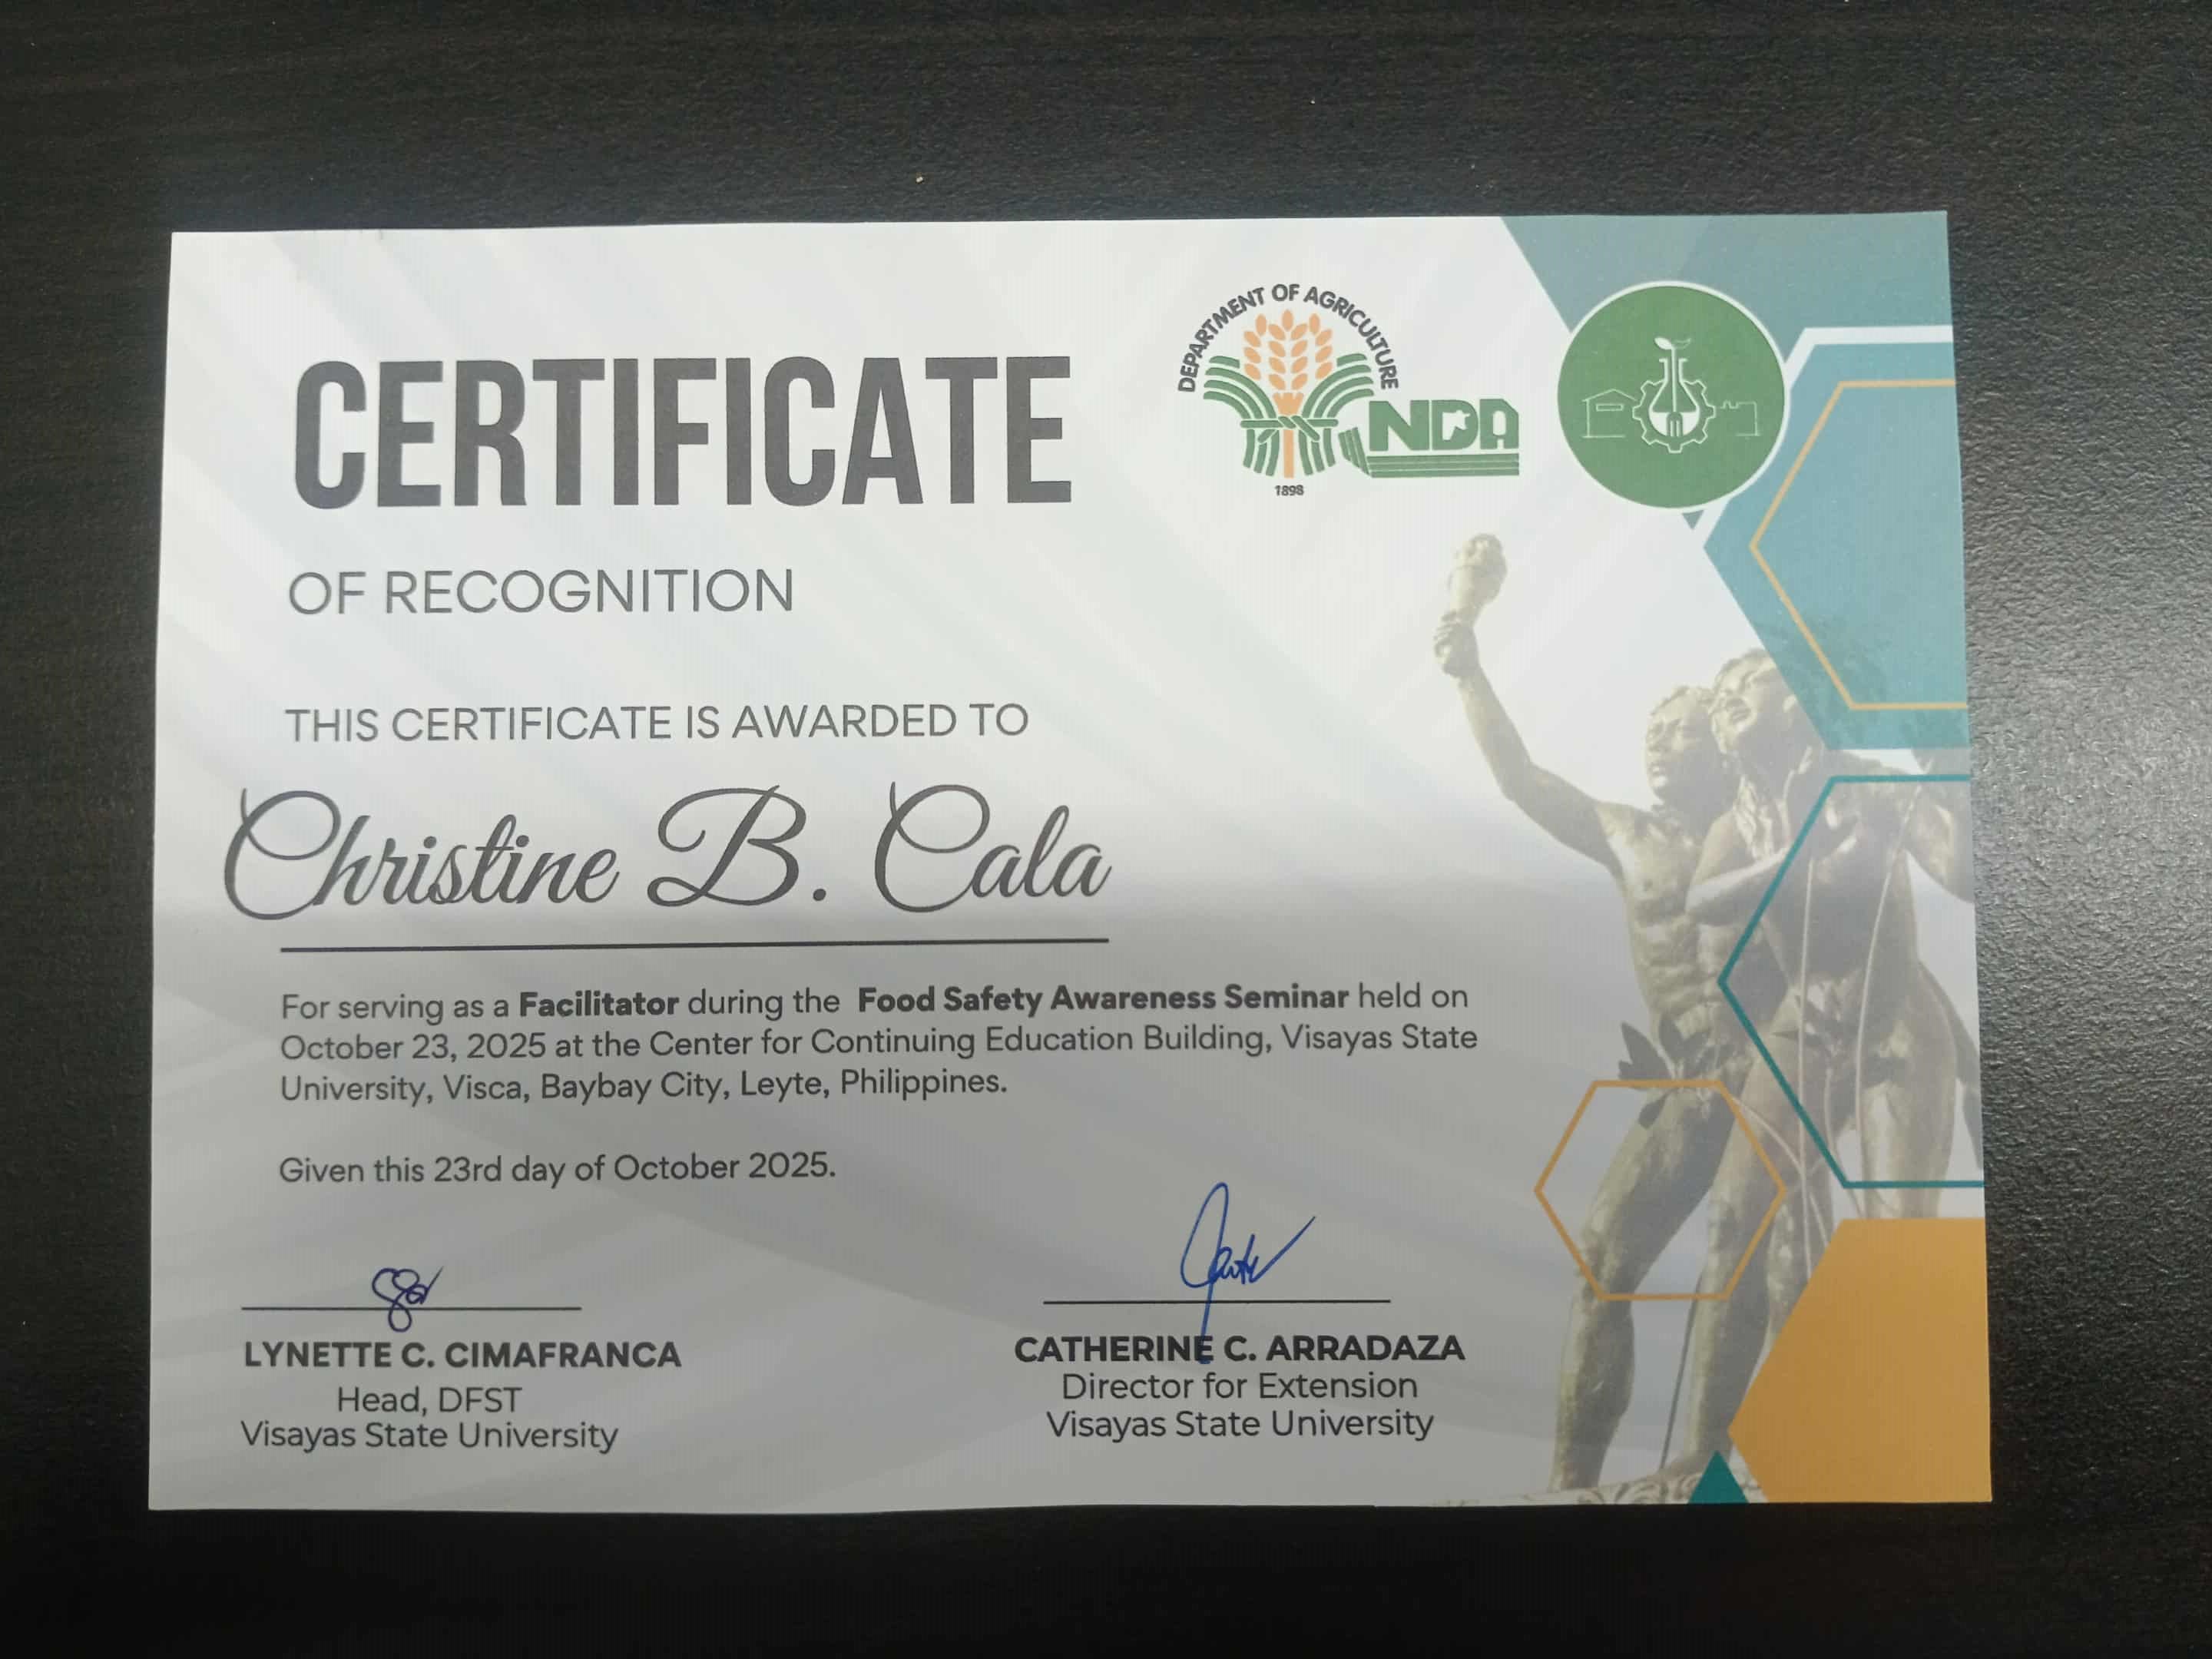 CERTIFICATE
OF RECOGNITION
DEPARTMENT OF AGRICULTURE
NDA
1898
THIS CERTIFICATE IS AWARDED TO
Christine B. Cala
For serving as a Facilitator during the Food Safety Awareness Seminar held on
October 23, 2025 at the Center for Continuing Education Building, Visayas State
University, Visca, Baybay City, Leyte, Philippines.
Given this 23rd day of October 2025.
LYNETTE C. CIMAFRANCA
Head, DFST
Visayas State University
CATHERINE C. ARRADAZA
Director for Extension
Visayas State University